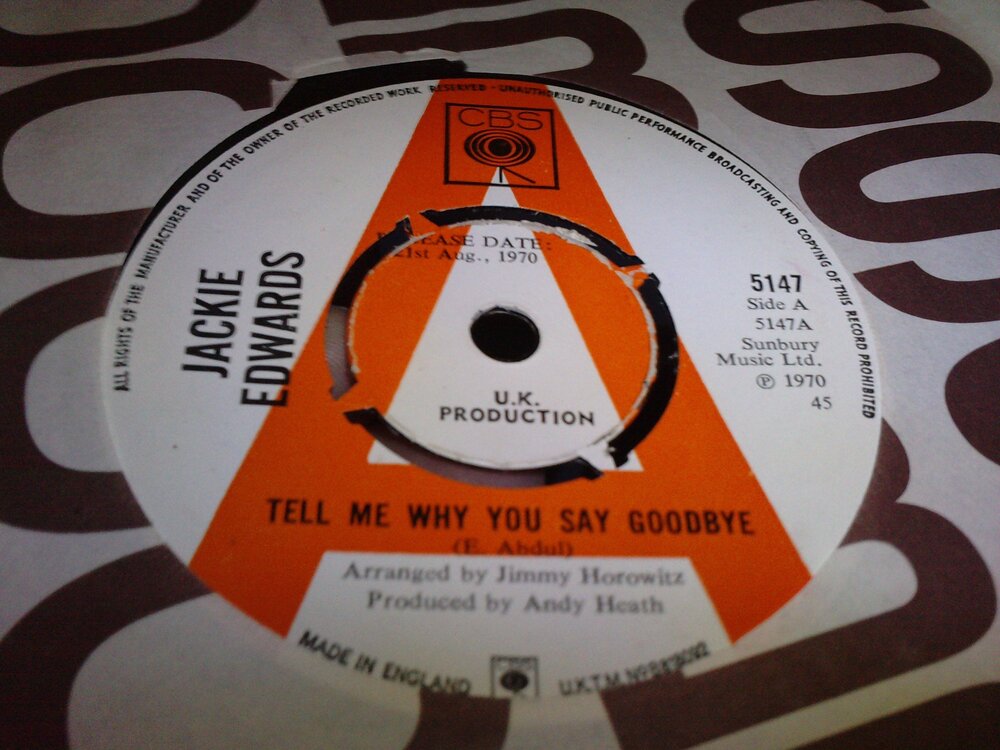 ALL RIGHTS OF THE MANUFACTURER AND OF THE OWNER OF THE RECORDED WORK RESERVED · UNAUTHORISED PUBLIC PERFORMANCE BROADCASTING AND COPYING OF THIS RECORD PROHIBITED
CBS
RELEASE DATE:
21st Aug., 1970
JACKIE
EDWARDS
5147
Side A
5147A
Sunbury
Music Ltd.
℗ 1970
45
U.K.
PRODUCTION
A
TELL ME WHY YOU SAY GOODBYE
(E. Abdul)
Arranged by Jimmy Horowitz
Produced by Andy Heath
MADE IN ENGLAND
U.K.T.M. Nº